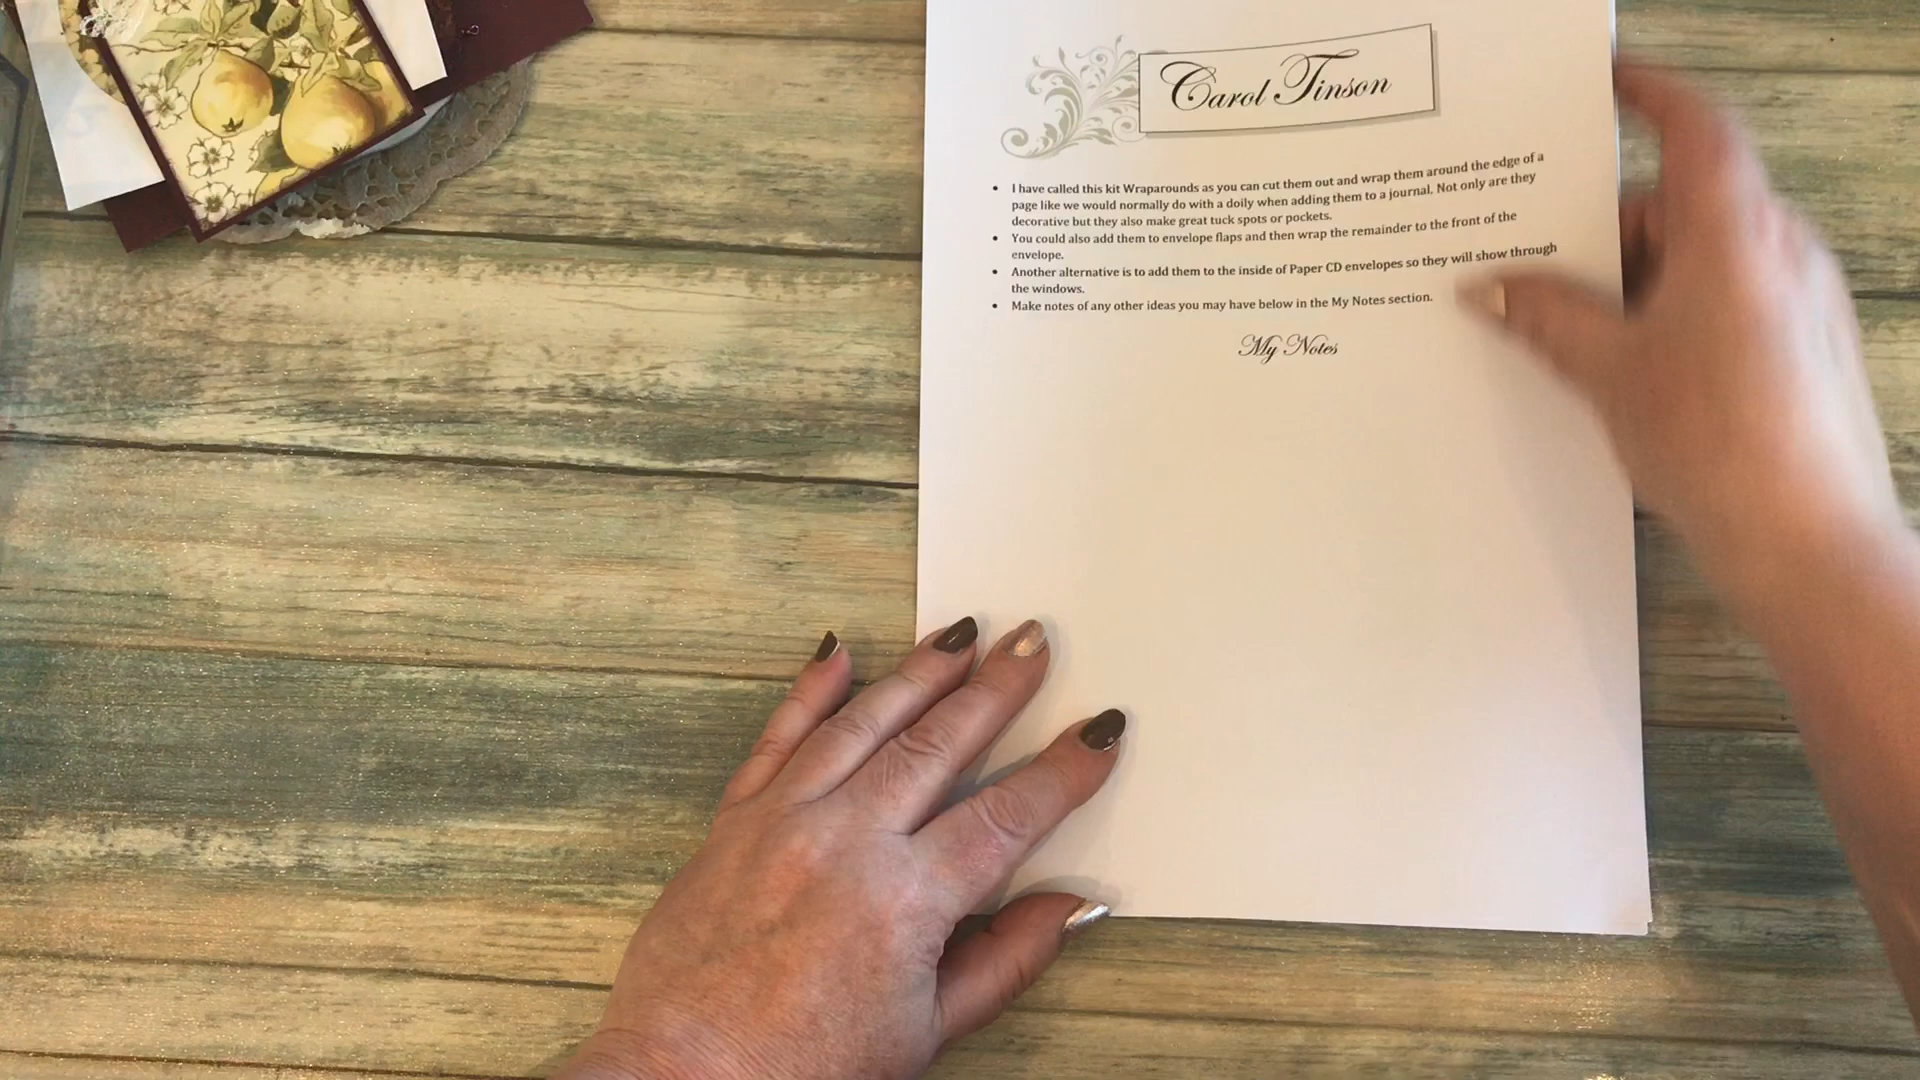 Carol Tinson
• I have called this kit Wraparounds as you can cut them out and wrap them around the edge of a
page like we would normally do with a doily when adding them to a journal. Not only are they
decorative but they also make great tuck spots or pockets.
• You could also add them to envelope flaps and then wrap the remainder to the front of the
envelope.
• Another alternative is to add them to the inside of Paper CD envelopes so they will show through
the windows.
• Make notes of any other ideas you may have below in the My Notes section.
My Notes